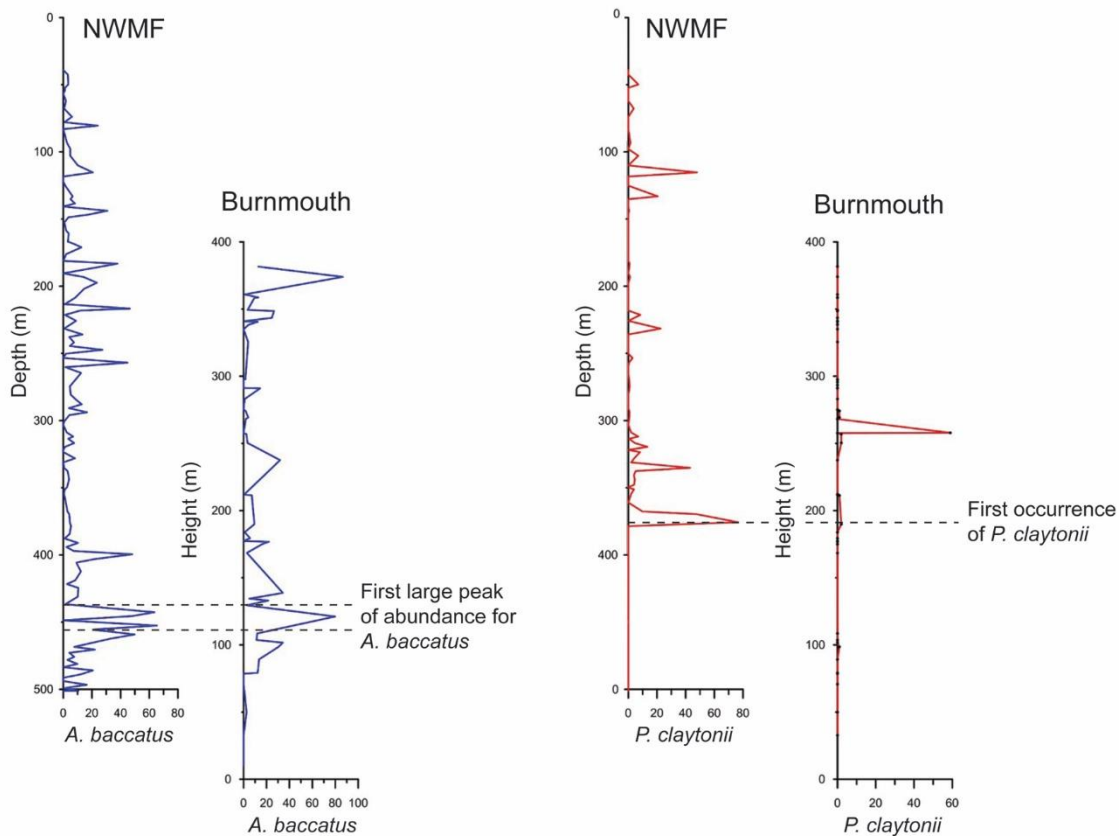 NWMF
0
100
200
300
400
500
Depth (m)
0 20 40 60 80
A. baccatus
Burnmouth
400
300
200
100
0
Height (m)
0 20 40 60 80 100
A. baccatus
First large peak
of abundance for
A. baccatus
NWMF
0
100
200
300
400
0
Depth (m)
0 20 40 60 80
P. claytonii
Burnmouth
400
300
200
100
0
Height (m)
0 20 40 60
P. claytonii
First occurrence
of P. claytonii